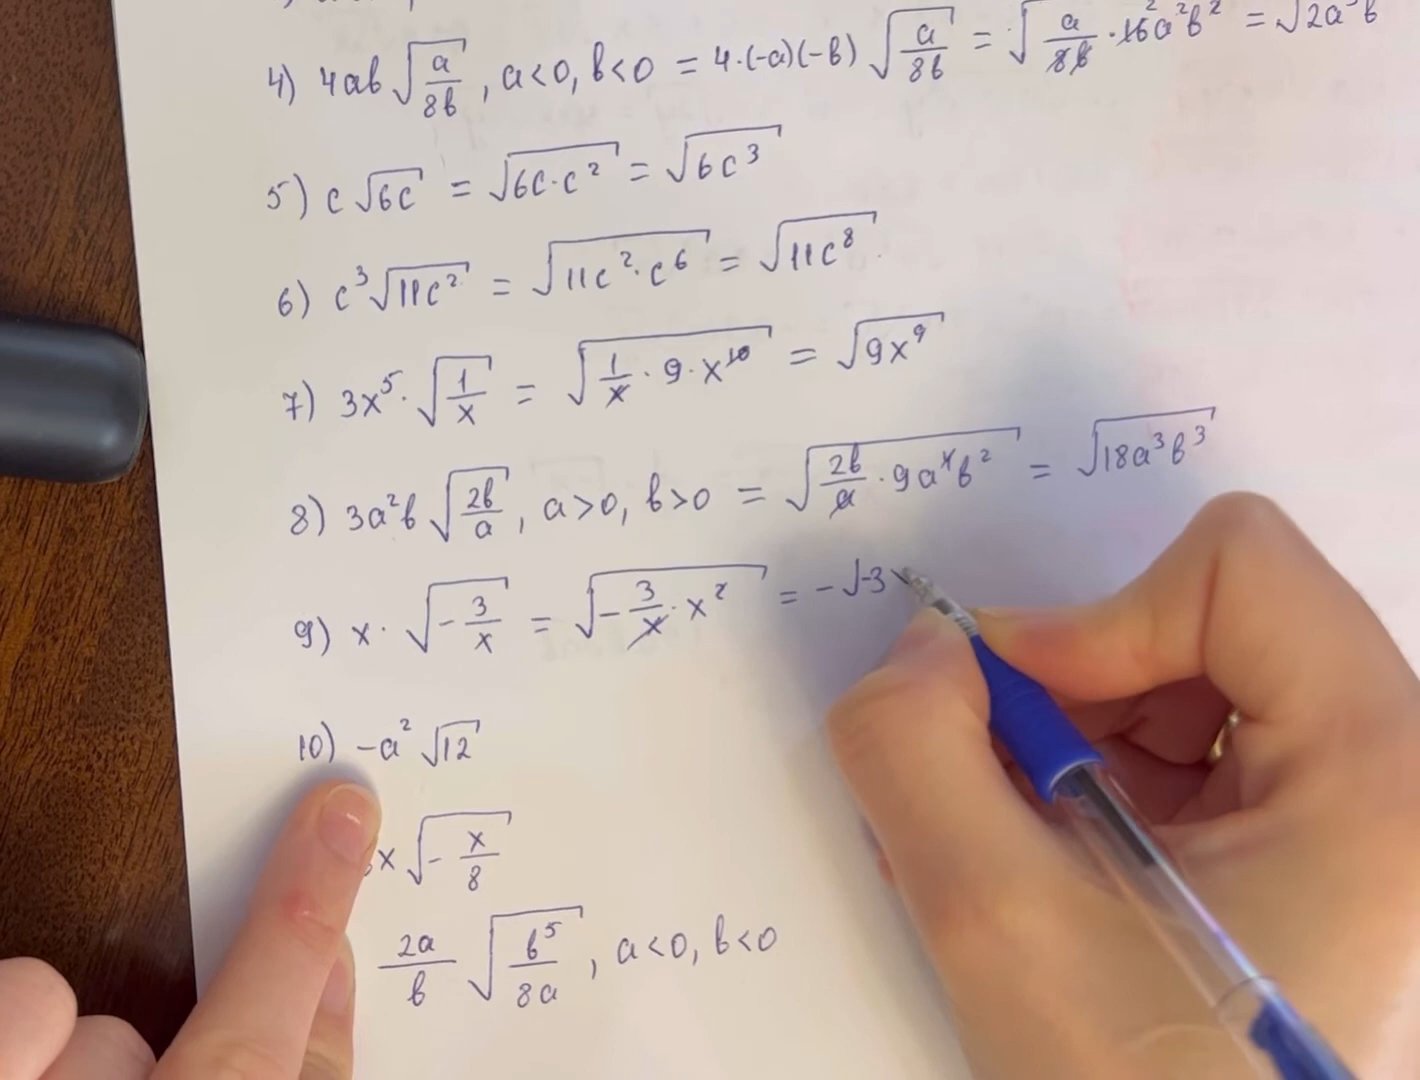 4) 4ab√(a/8b), a<0, b<0 = 4·(-a)(-b)√(a/8b) = √(a/8b · 16²a²b²) = √2a³b
5) c√6c = √6c·c² = √6c³
6) c³√11c² = √11c²·c⁶ = √11c⁸
7) 3x⁵·√(1/x) = √(1/x · 9·x¹⁰) = √9x⁹
8) 3a²b√(2b/a), a>0, b>0 = √(2b/a · 9a⁴b²) = √18a³b³
9) x·√(-3/x) = √(-3/x · x²) = -√-3
10) -a²√12
x√(-x/8)
2a/b √(b⁵/8a), a<0, b<0